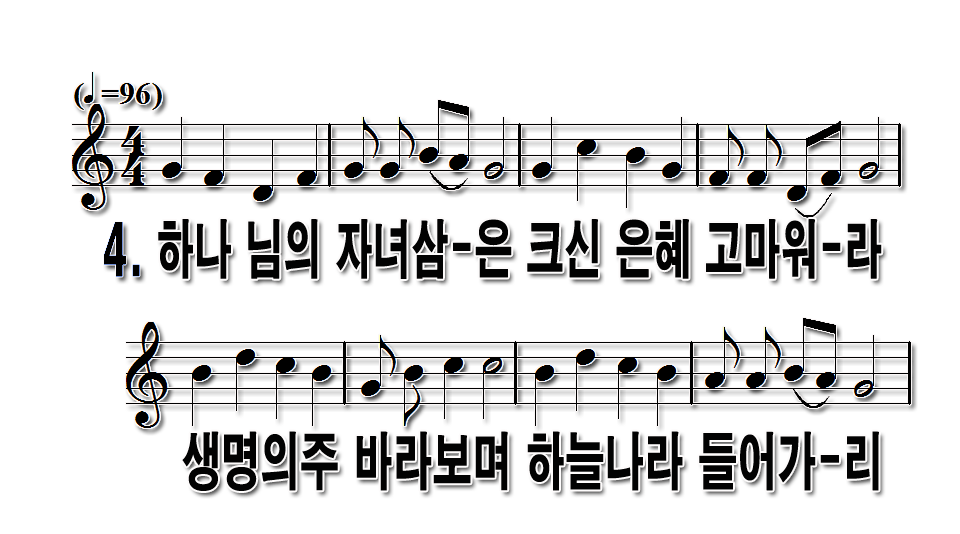 (♩=96)
4. 하나 님의 자녀삼-은 크신 은혜 고마워-라
생명의주 바라보며 하늘나라 들어가-리